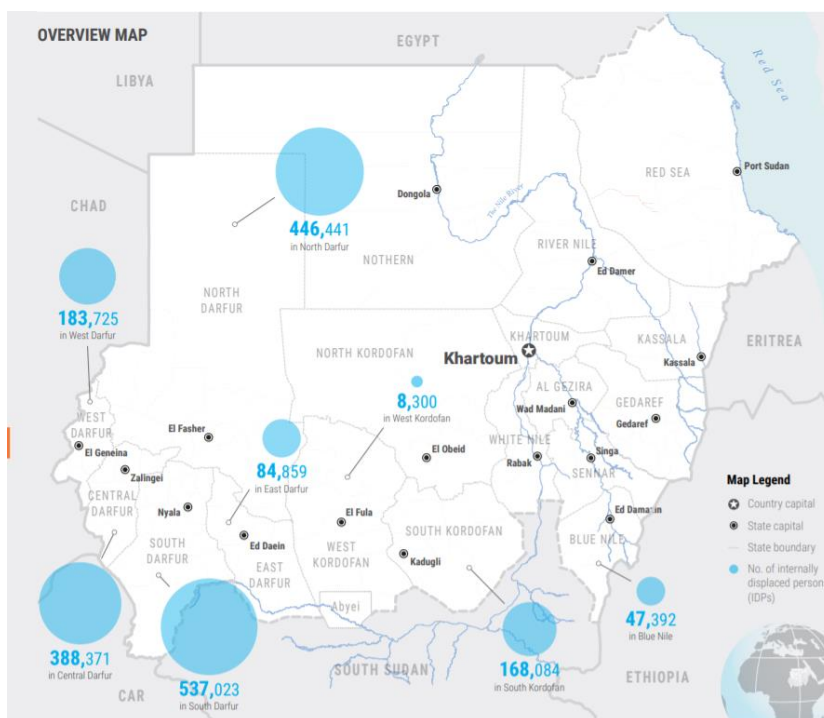 OVERVIEW MAP
EGYPT
LIBYA
Red Sea
CHAD
RED SEA
Port Sudan
Dongola
The Nile River
446,441
in North Darfur
NOTHERN
RIVER NILE
Ed Damer
183,725
in West Darfur
NORTH
DARFUR
NORTH KORDOFAN
KHARTOUM
Khartoum
KASSALA
Kassala
ERITREA
8,300
in West Kordofan
AL GEZIRA
Wad Madani
GEDAREF
Gedaref
WEST
DARFUR
El Geneina
El Fasher
84,859
in East Darfur
El Obeid
WHITE NILE
Rabak
Singa
SENNAR
Zalingei
CENTRAL
DARFUR
Nyala
SOUTH
DARFUR
Ed Daein
EAST
DARFUR
El Fula
WEST
KORDOFAN
SOUTH KORDOFAN
Kadugli
Ed Damazin
BLUE NILE
Abyei
Map Legend
Country capital
State capital
State boundary
No. of internally
displaced person
(IDPs)
388,371
in Central Darfur
CAR
537,023
in South Darfur
SOUTH SUDAN
168,084
in South Kordofan
47,392
in Blue Nile
ETHIOPIA